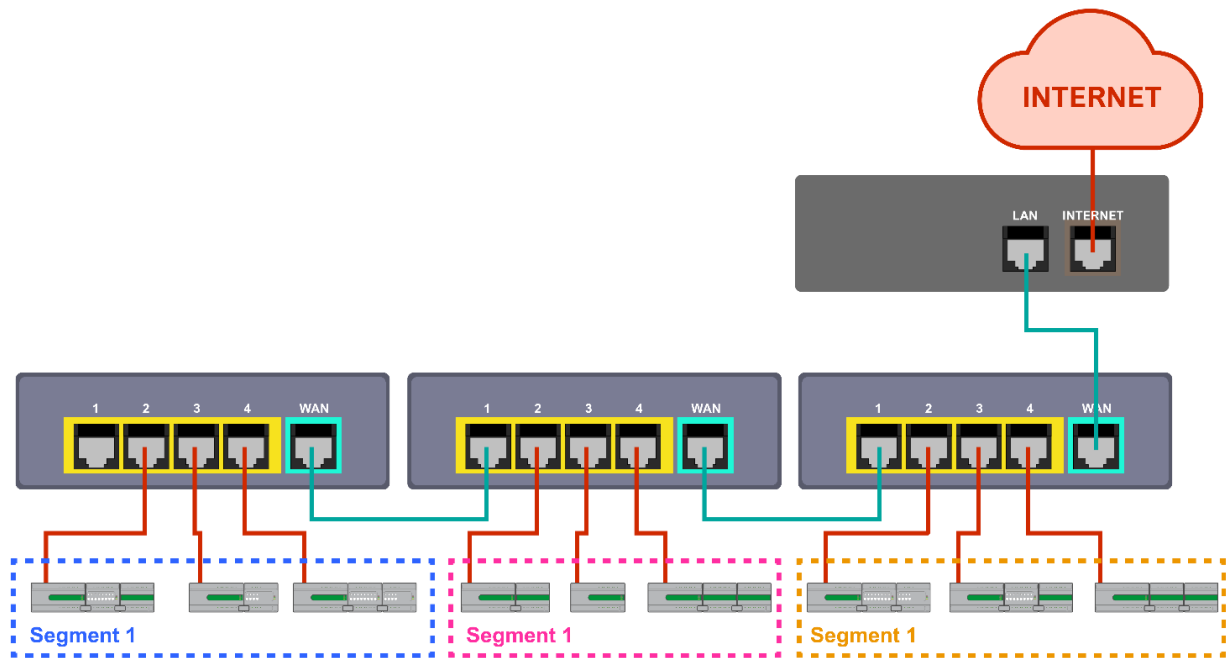 INTERNET
LAN INTERNET
1 2 3 4 WAN
1 2 3 4 WAN
1 2 3 4 WAN
Segment 1
Segment 1
Segment 1